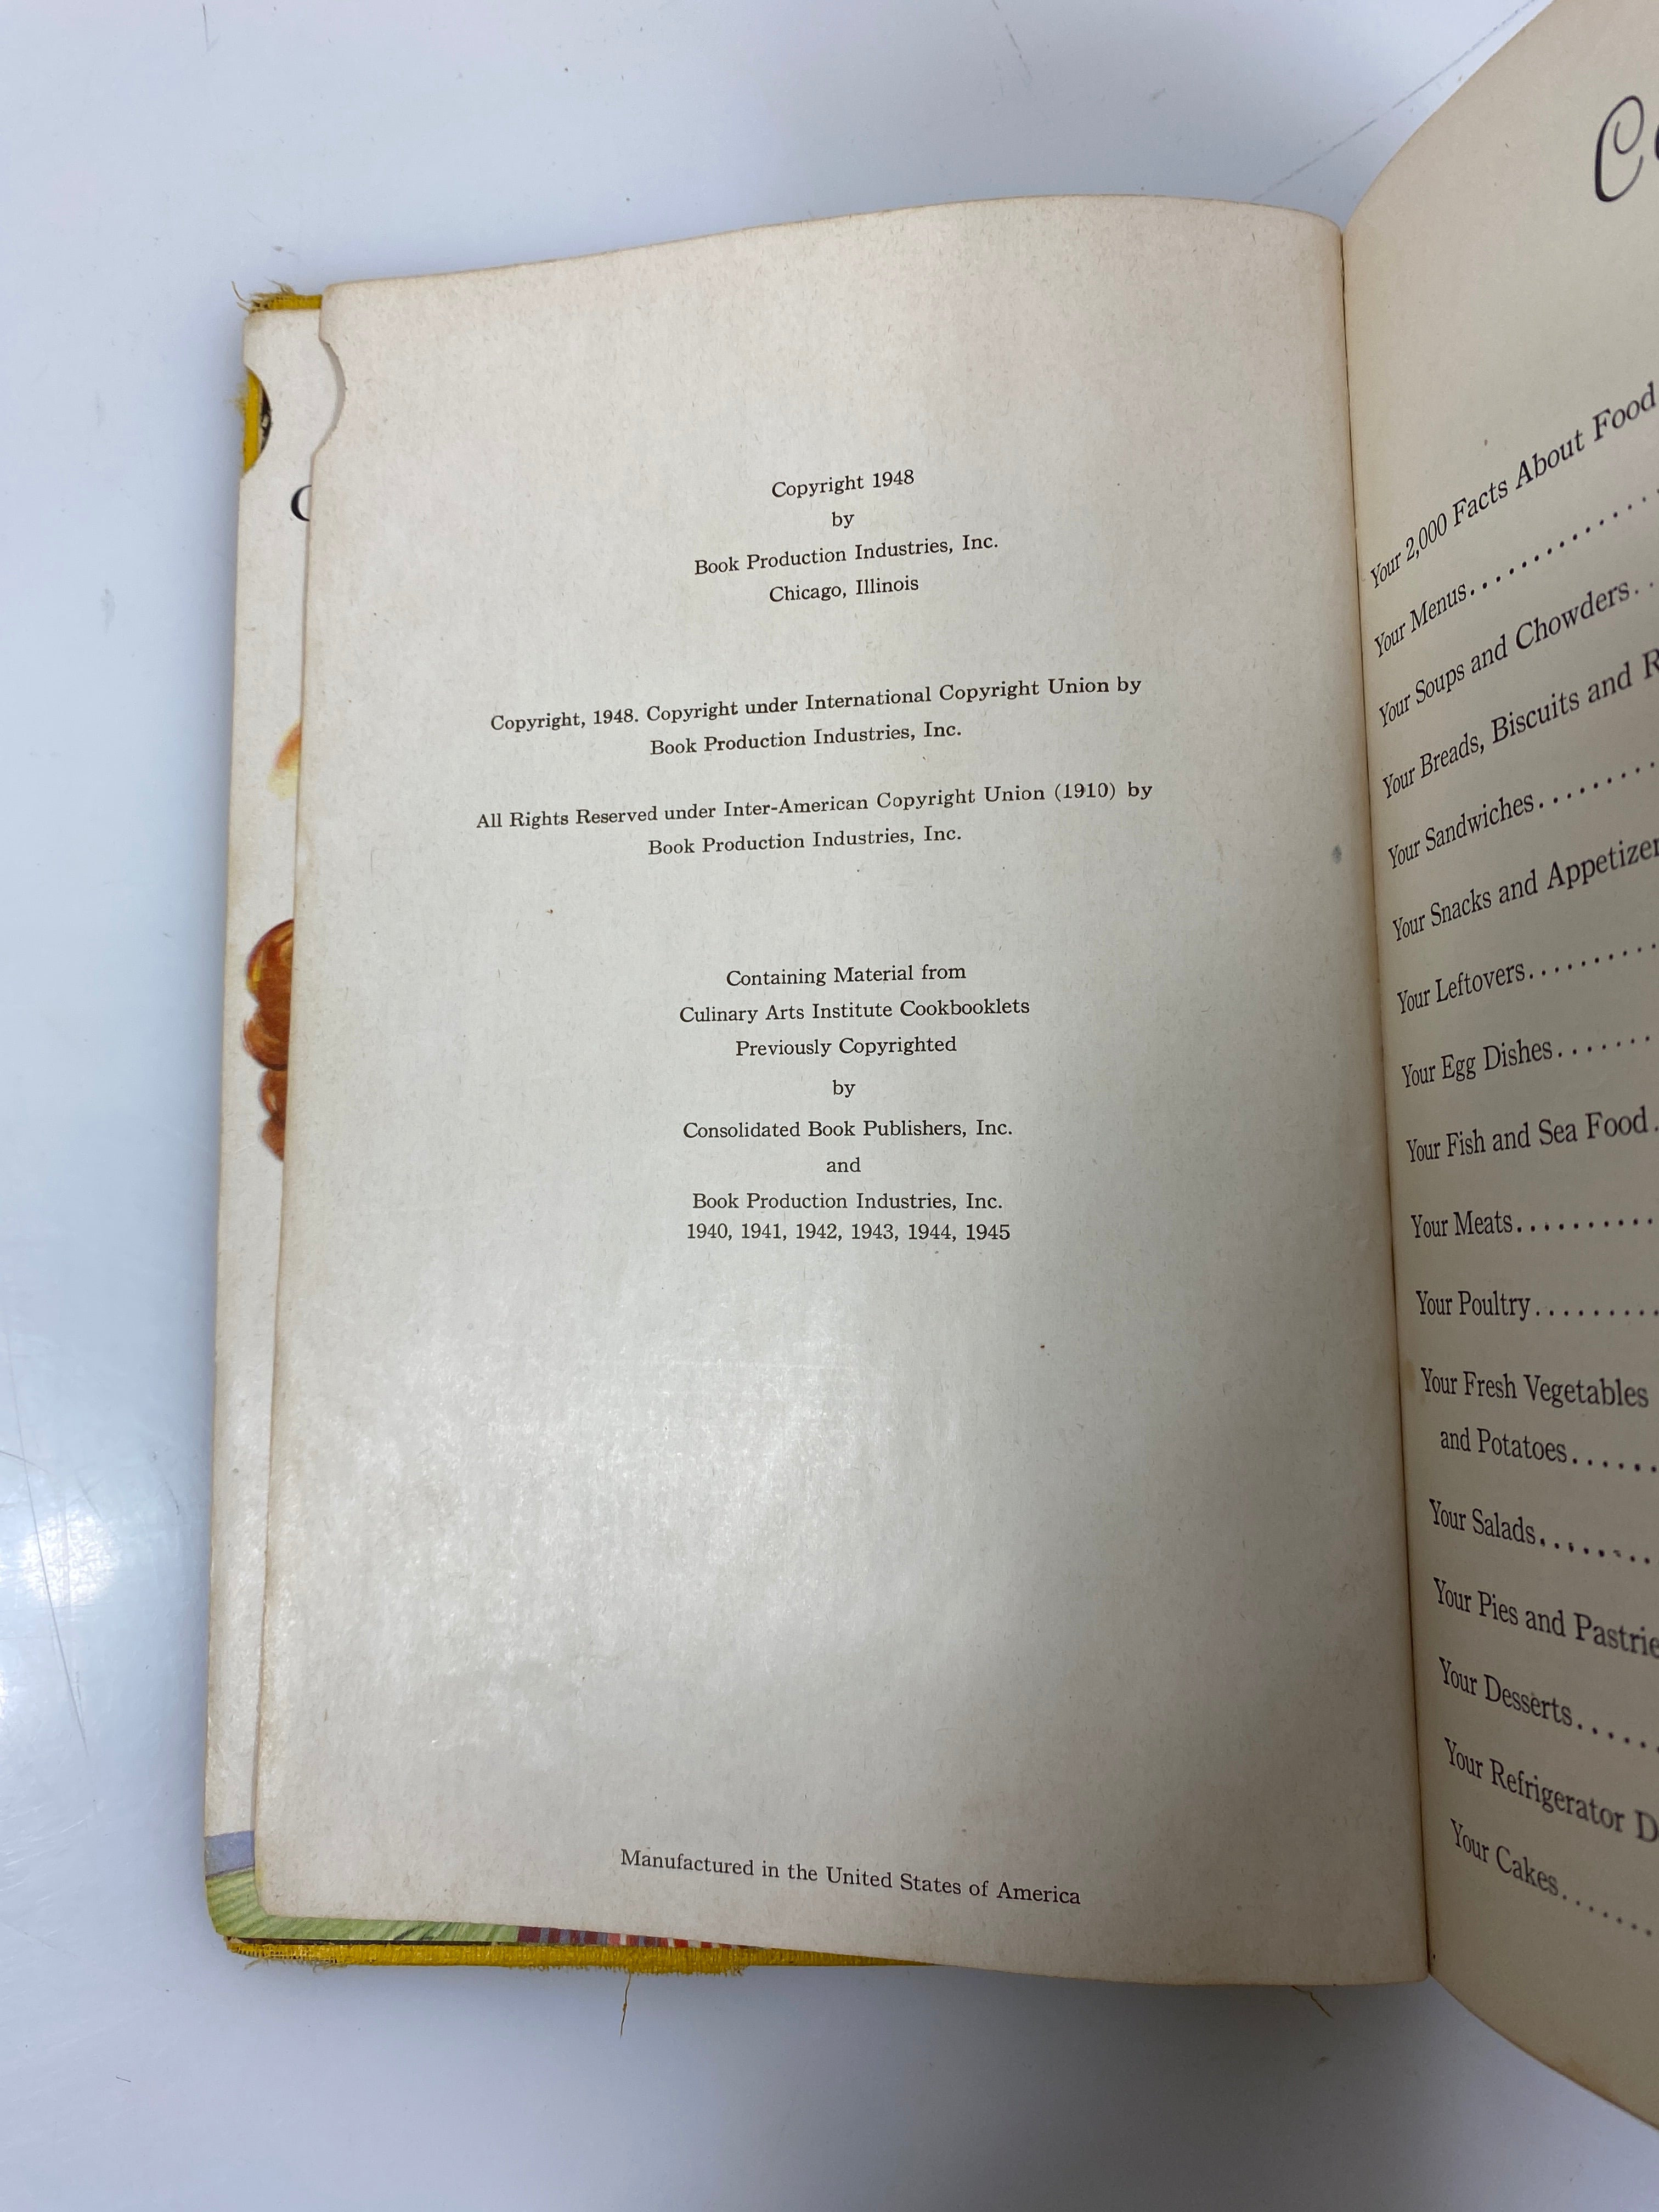 Copyright 1948
by
Book Production Industries, Inc.
Chicago, Illinois
Copyright, 1948. Copyright under International Copyright Union by
Book Production Industries, Inc.
All Rights Reserved under Inter-American Copyright Union (1910) by
Book Production Industries, Inc.
Containing Material from
Culinary Arts Institute Cookbooklets
Previously Copyrighted
by
Consolidated Book Publishers, Inc.
and
Book Production Industries, Inc.
1940, 1941, 1942, 1943, 1944, 1945
Manufactured in the United States of America
Your 2,000 Facts About Food
Your Menus..............
Your Soups and Chowders..
Your Breads, Biscuits and
Your Sandwiches.........
Your Snacks and
Your Leftovers..........
Your Egg Dishes.......
Your Fish and Sea Food.
Your Meats..........
Your Poultry.........
Your Fresh Vegetables
and Potatoes......
Your Salads.......
Your Pies and
Your Desserts......
Your Refrigerator
Your Cakes.......